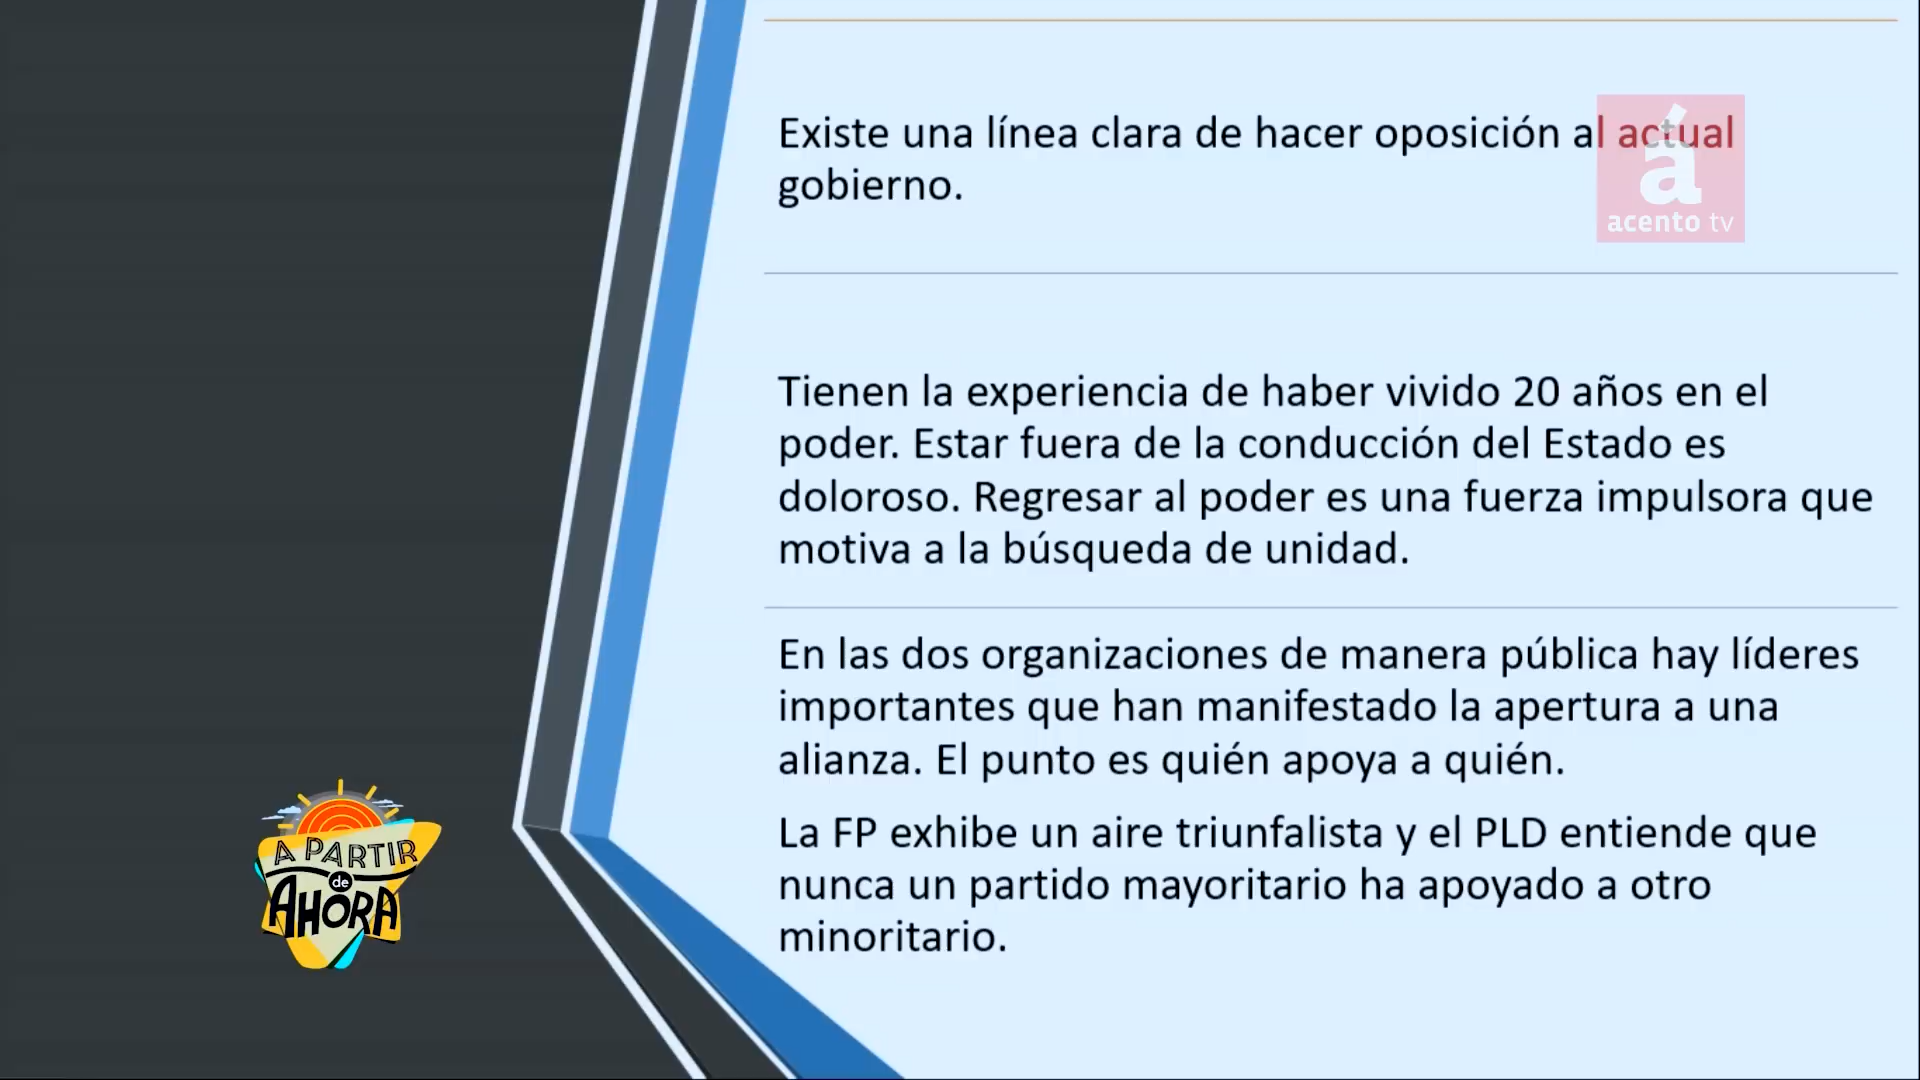 Existe una línea clara de hacer oposición al actual
gobierno.
á
acento tv
Tienen la experiencia de haber vivido 20 años en el
poder. Estar fuera de la conducción del Estado es
doloroso. Regresar al poder es una fuerza impulsora que
motiva a la búsqueda de unidad.
En las dos organizaciones de manera pública hay líderes
importantes que han manifestado la apertura a una
alianza. El punto es quién apoya a quién.
La FP exhibe un aire triunfalista y el PLD entiende que
nunca un partido mayoritario ha apoyado a otro
minoritario.
A PARTIR
de
AHORA